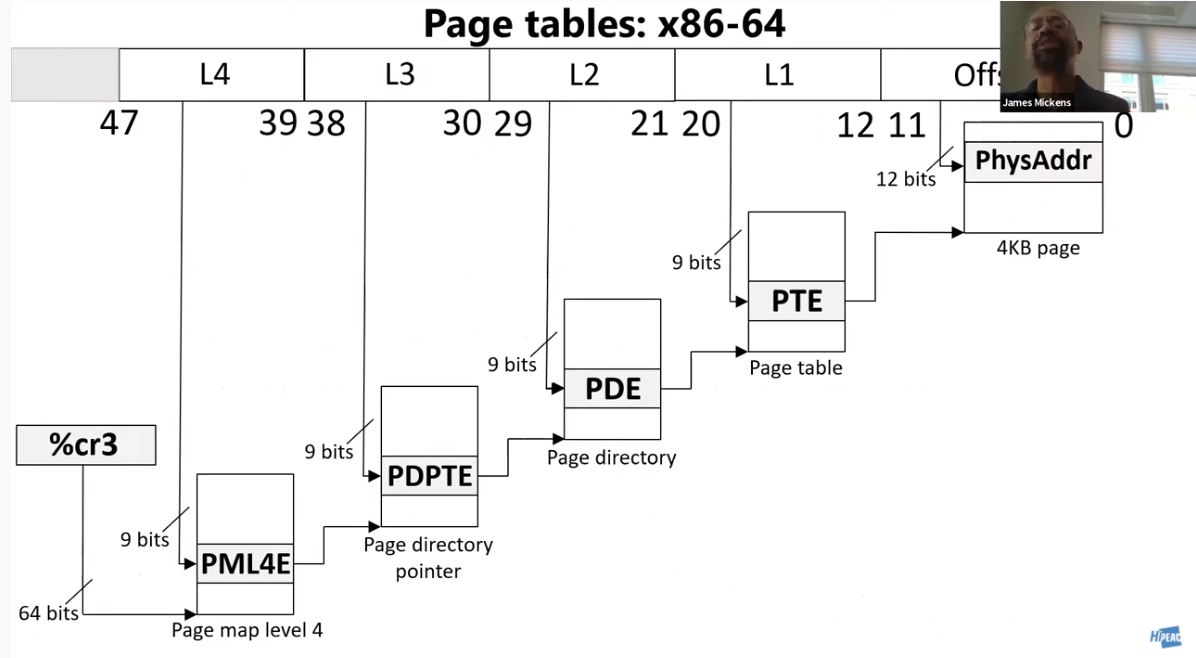 Page tables: x86-64
L4 L3 L2 L1 Offs
James Mickens
47 39 38 30 29 21 20 12 11 0
PhysAddr
12 bits
4KB page
9 bits
PTE
Page table
9 bits
PDE
Page directory
%cr3
9 bits
PDPTE
Page directory
pointer
9 bits
PML4E
64 bits
Page map level 4
HiPEAC